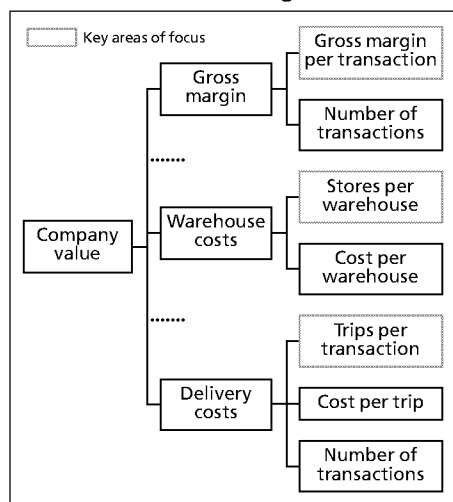 Key areas of focus
Gross margin
per transaction
Gross
margin
Number of
transactions
Stores per
warehouse
Warehouse
costs
Company
value
Cost per
warehouse
Trips per
transaction
Delivery
costs
Cost per trip
Number of
transactions